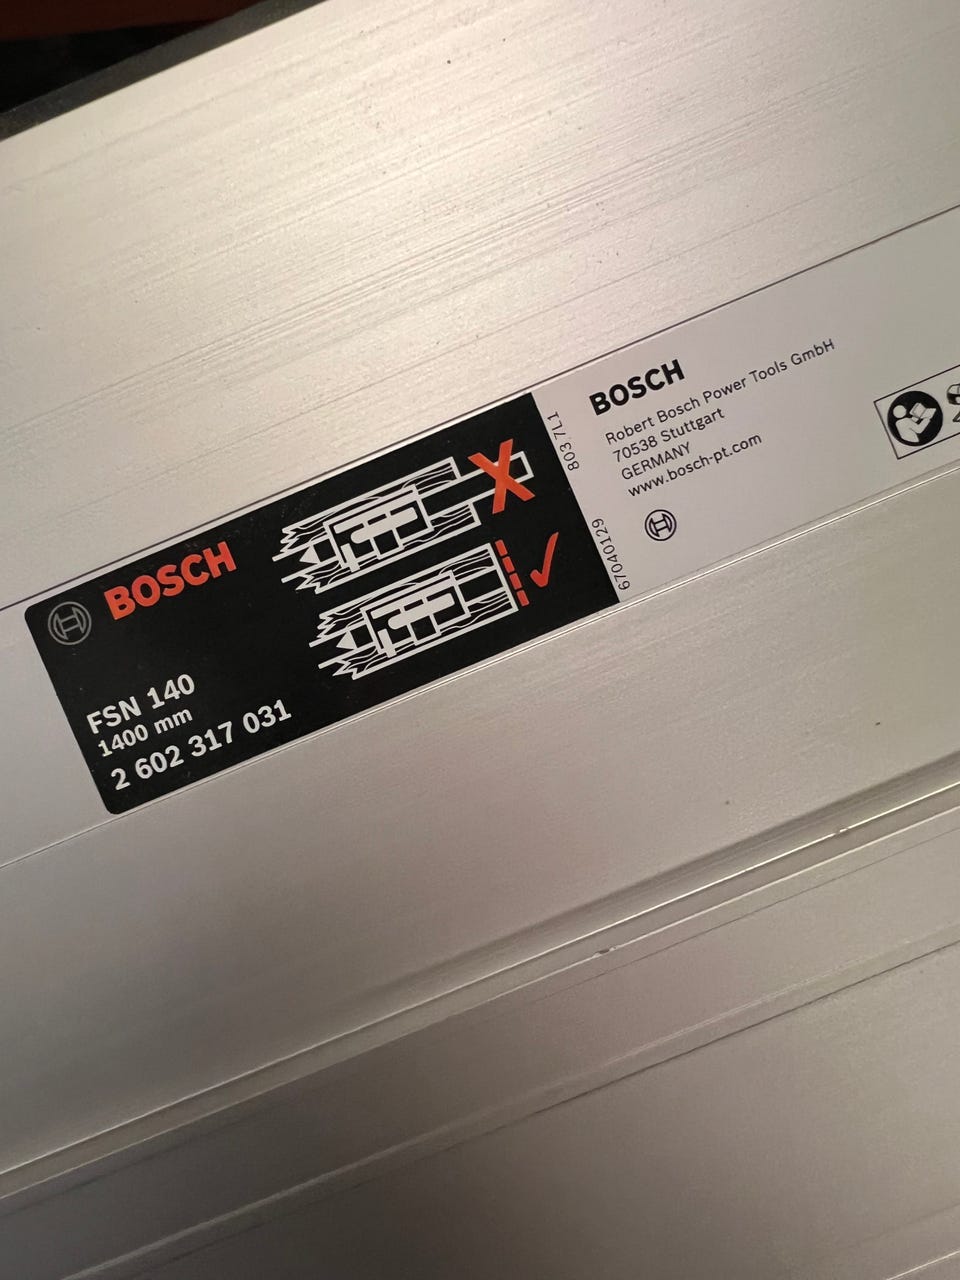 BOSCH
FSN 140
1400 mm
2 602 317 031
803.7L1
67040129
BOSCH
Robert Bosch Power Tools GmbH
70538 Stuttgart
GERMANY
www.bosch-pt.com